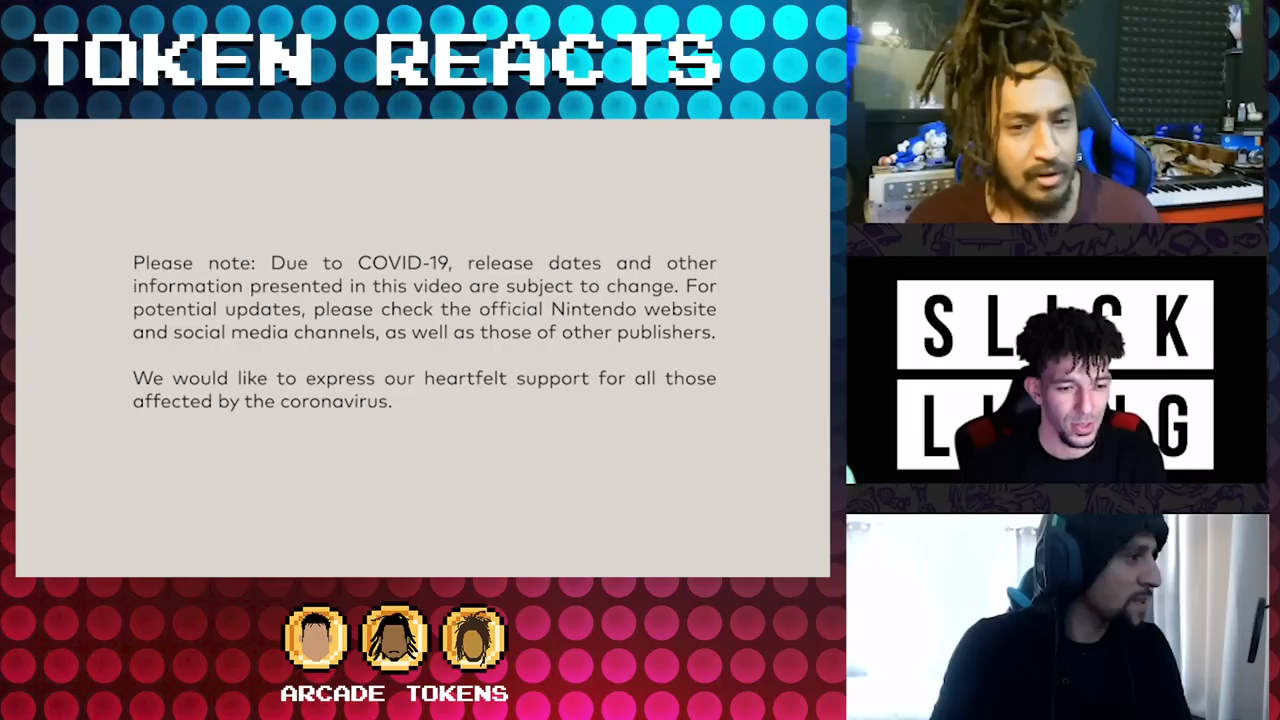 TOKEN REACTS
Please note: Due to COVID-19, release dates and other
information presented in this video are subject to change. For
potential updates, please check the official Nintendo website
and social media channels, as well as those of other publishers.
We would like to express our heartfelt support for all those
affected by the coronavirus.
ARCADE TOKENS
S L I C K
L G